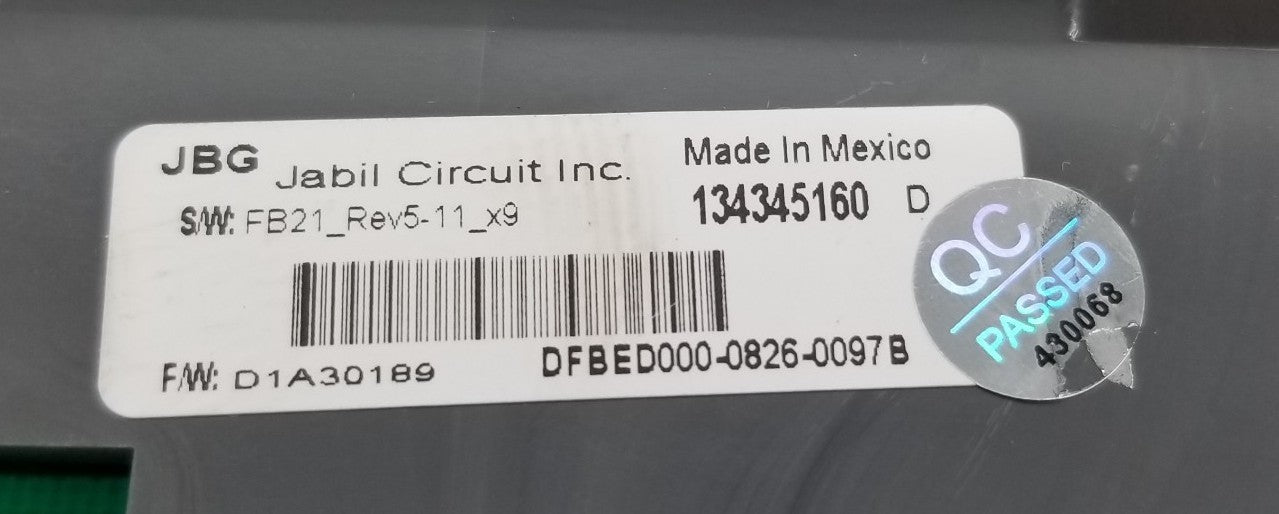 JBG Jabil Circuit Inc.
Made In Mexico
S/W: FB21_Rev5-11_x9
134345160 D
F/W: D1A30189
DFBED000-0826-0097B
QC
PASSED
430068